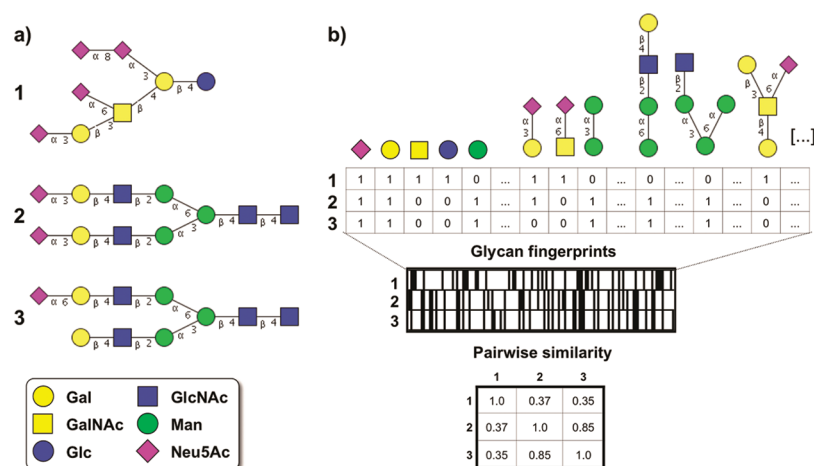 a)
α 8
α 3
β 4
1
α 6
β 4
β 3
α 3
2
α 3 β 4 β 2 α 6
β 4 β 4
α 3 β 4 β 2 α 3
3
α 6 β 4 β 2 α 6
β 4 β 4
β 4 β 2 α 3
Gal GlcNAc
GalNAc Man
Glc Neu5Ac
b)
β 4
β 2 β 2 β 3 α 6
α 3 α 6 α 3 α 6 α 3 6 β 4
[...]
1 1 1 1 1 0 ... 1 1 0 ... 0 ... 0 ... 1 ...
2 1 1 0 0 1 ... 1 0 1 ... 1 ... 1 ... 0 ...
3 1 1 0 0 1 ... 0 0 1 ... 1 ... 1 ... 0 ...
Glycan fingerprints
1
2
3
Pairwise similarity
1 2 3
1 1.0 0.37 0.35
2 0.37 1.0 0.85
3 0.35 0.85 1.0